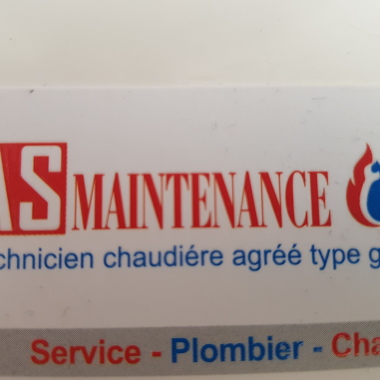 AS MAINTENANCE
chnicien chaudiére agréé type g
Service - Plombier - Cha